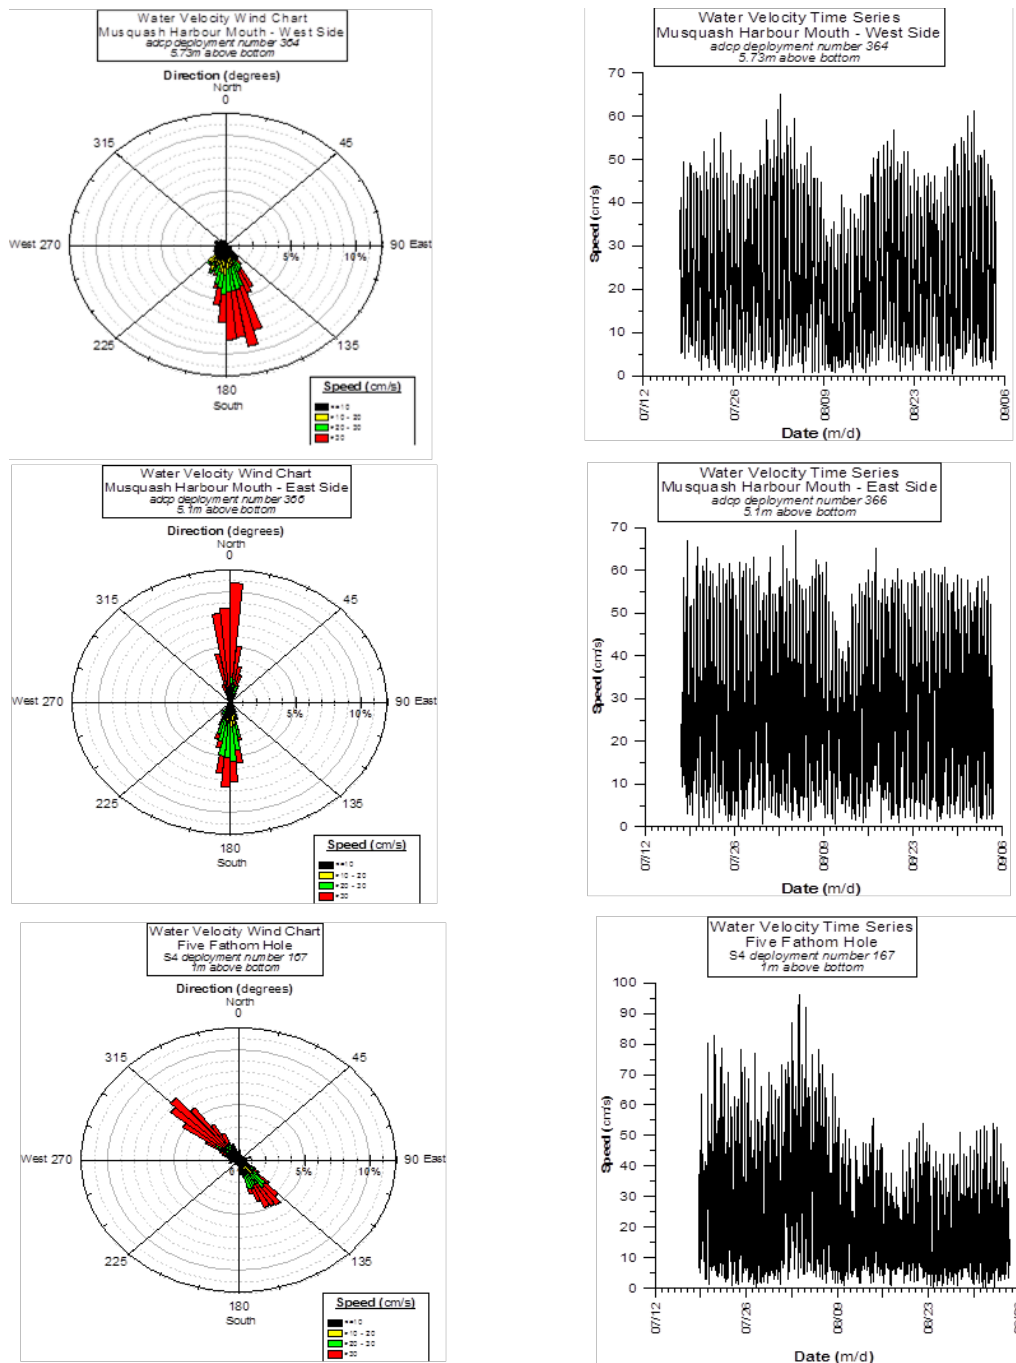 Water Velocity Wind Chart
Musquash Harbour Mouth - West Side
adcp deployment number 364
5.73m above bottom
Direction (degrees)
North
0
315
45
West 270
90 East
5%
10%
225
135
180
South
Speed (cm/s)
Water Velocity Time Series
Musquash Harbour Mouth - West Side
adcp deployment number 364
5.73m above bottom
70
60
50
40
30
20
10
0
Speed (cm/s)
07/12
07/26
08/09
08/23
09/06
Date (m/d)
Water Velocity Wind Chart
Musquash Harbour Mouth - East Side
adcp deployment number 366
5.1m above bottom
Direction (degrees)
North
0
315
45
West 270
90 East
5%
10%
225
135
180
South
Speed (cm/s)
Water Velocity Time Series
Musquash Harbour Mouth - East Side
adcp deployment number 366
5.1m above bottom
70
60
50
40
30
20
10
0
Speed (cm/s)
07/12
07/26
08/09
08/23
09/06
Date (m/d)
Water Velocity Wind Chart
Five Fathom Hole
S4 deployment number 167
1m above bottom
Direction (degrees)
North
0
315
45
West 270
90 East
0
5%
10%
225
135
180
South
Speed (cm/s)
Water Velocity Time Series
Five Fathom Hole
S4 deployment number 167
1m above bottom
100
90
80
70
60
50
40
30
20
10
0
Speed (cm/s)
07/12
07/26
08/09
08/23
Date (m/d)